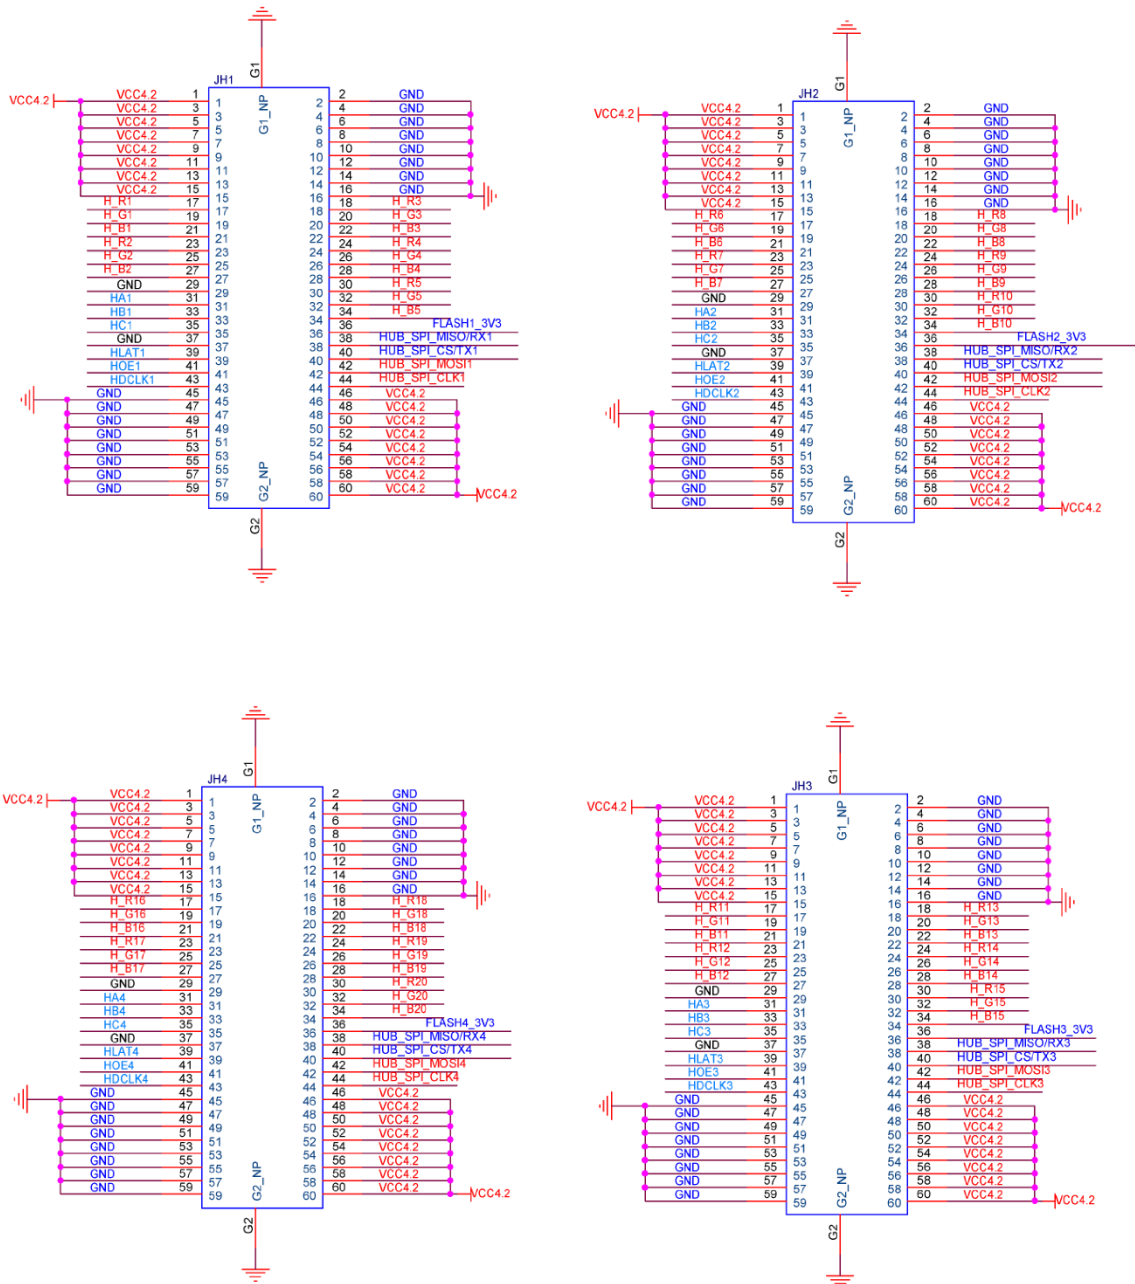 G1
JH1
G1_NP
VCC4.2
VCC4.2 1 1 2 2 GND
VCC4.2 3 3 4 4 GND
VCC4.2 5 5 6 6 GND
VCC4.2 7 7 8 8 GND
VCC4.2 9 9 10 10 GND
VCC4.2 11 11 12 12 GND
VCC4.2 13 13 14 14 GND
VCC4.2 15 15 16 16 GND
H_R1 17 17 18 18 H_R3
H_G1 19 19 20 20 H_G3
H_B1 21 21 22 22 H_B3
H_R2 23 23 24 24 H_R4
H_G2 25 25 26 26 H_G4
H_B2 27 27 28 28 H_B4
GND 29 29 30 30 H_R5
HA1 31 31 32 32 H_G5
HB1 33 33 34 34 H_B5
HC1 35 35 36 36 FLASH1_3V3
GND 37 37 38 38 HUB_SPI_MISO/RX1
HLAT1 39 39 40 40 HUB_SPI_CS/TX1
HOE1 41 41 42 42 HUB_SPI_MOSI1
HDCLK1 43 43 44 44 HUB_SPI_CLK1
GND 45 45 46 46 VCC4.2
GND 47 47 48 48 VCC4.2
GND 49 49 50 50 VCC4.2
GND 51 51 52 52 VCC4.2
GND 53 53 54 54 VCC4.2
GND 55 55 56 56 VCC4.2
GND 57 57 58 58 VCC4.2
GND 59 59 60 60 VCC4.2
VCC4.2
G2_NP
G2
G1
JH2
G1_NP
VCC4.2
VCC4.2 1 1 2 2 GND
VCC4.2 3 3 4 4 GND
VCC4.2 5 5 6 6 GND
VCC4.2 7 7 8 8 GND
VCC4.2 9 9 10 10 GND
VCC4.2 11 11 12 12 GND
VCC4.2 13 13 14 14 GND
VCC4.2 15 15 16 16 GND
H_R6 17 17 18 18 H_R8
H_G6 19 19 20 20 H_G8
H_B6 21 21 22 22 H_B8
H_R7 23 23 24 24 H_R9
H_G7 25 25 26 26 H_G9
H_B7 27 27 28 28 H_B9
GND 29 29 30 30 H_R10
HA2 31 31 32 32 H_G10
HB2 33 33 34 34 H_B10
HC2 35 35 36 36 FLASH2_3V3
GND 37 37 38 38 HUB_SPI_MISO/RX2
HLAT2 39 39 40 40 HUB_SPI_CS/TX2
HOE2 41 41 42 42 HUB_SPI_MOSI2
HDCLK2 43 43 44 44 HUB_SPI_CLK2
GND 45 45 46 46 VCC4.2
GND 47 47 48 48 VCC4.2
GND 49 49 50 50 VCC4.2
GND 51 51 52 52 VCC4.2
GND 53 53 54 54 VCC4.2
GND 55 55 56 56 VCC4.2
GND 57 57 58 58 VCC4.2
GND 59 59 60 60 VCC4.2
VCC4.2
G2_NP
G2
G1
JH4
G1_NP
VCC4.2
VCC4.2 1 1 2 2 GND
VCC4.2 3 3 4 4 GND
VCC4.2 5 5 6 6 GND
VCC4.2 7 7 8 8 GND
VCC4.2 9 9 10 10 GND
VCC4.2 11 11 12 12 GND
VCC4.2 13 13 14 14 GND
VCC4.2 15 15 16 16 GND
H_R16 17 17 18 18 H_R18
H_G16 19 19 20 20 H_G18
H_B16 21 21 22 22 H_B18
H_R17 23 23 24 24 H_R19
H_G17 25 25 26 26 H_G19
H_B17 27 27 28 28 H_B19
GND 29 29 30 30 H_R20
HA4 31 31 32 32 H_G20
HB4 33 33 34 34 H_B20
HC4 35 35 36 36 FLASH4_3V3
GND 37 37 38 38 HUB_SPI_MISO/RX4
HLAT4 39 39 40 40 HUB_SPI_CS/TX4
HOE4 41 41 42 42 HUB_SPI_MOSI4
HDCLK4 43 43 44 44 HUB_SPI_CLK4
GND 45 45 46 46 VCC4.2
GND 47 47 48 48 VCC4.2
GND 49 49 50 50 VCC4.2
GND 51 51 52 52 VCC4.2
GND 53 53 54 54 VCC4.2
GND 55 55 56 56 VCC4.2
GND 57 57 58 58 VCC4.2
GND 59 59 60 60 VCC4.2
VCC4.2
G2_NP
G2
G1
JH3
G1_NP
VCC4.2
VCC4.2 1 1 2 2 GND
VCC4.2 3 3 4 4 GND
VCC4.2 5 5 6 6 GND
VCC4.2 7 7 8 8 GND
VCC4.2 9 9 10 10 GND
VCC4.2 11 11 12 12 GND
VCC4.2 13 13 14 14 GND
VCC4.2 15 15 16 16 GND
H_R11 17 17 18 18 H_R13
H_G11 19 19 20 20 H_G13
H_B11 21 21 22 22 H_B13
H_R12 23 23 24 24 H_R14
H_G12 25 25 26 26 H_G14
H_B12 27 27 28 28 H_B14
GND 29 29 30 30 H_R15
HA3 31 31 32 32 H_G15
HB3 33 33 34 34 H_B15
HC3 35 35 36 36 FLASH3_3V3
GND 37 37 38 38 HUB_SPI_MISO/RX3
HLAT3 39 39 40 40 HUB_SPI_CS/TX3
HOE3 41 41 42 42 HUB_SPI_MOSI3
HDCLK3 43 43 44 44 HUB_SPI_CLK3
GND 45 45 46 46 VCC4.2
GND 47 47 48 48 VCC4.2
GND 49 49 50 50 VCC4.2
GND 51 51 52 52 VCC4.2
GND 53 53 54 54 VCC4.2
GND 55 55 56 56 VCC4.2
GND 57 57 58 58 VCC4.2
GND 59 59 60 60 VCC4.2
VCC4.2
G2_NP
G2